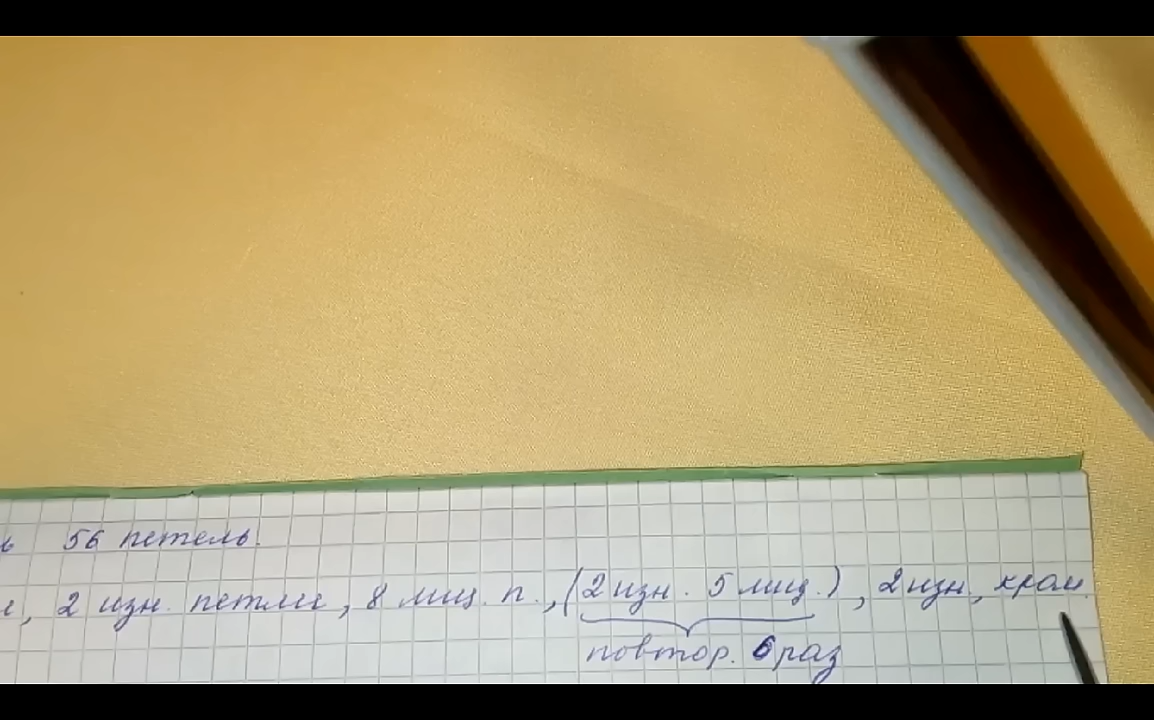 56 петель.
, 2 изн. петли, 8 лиц. п., (2 изн. 5 лиц.), 2 изн, кром.
повтор. 6 раз